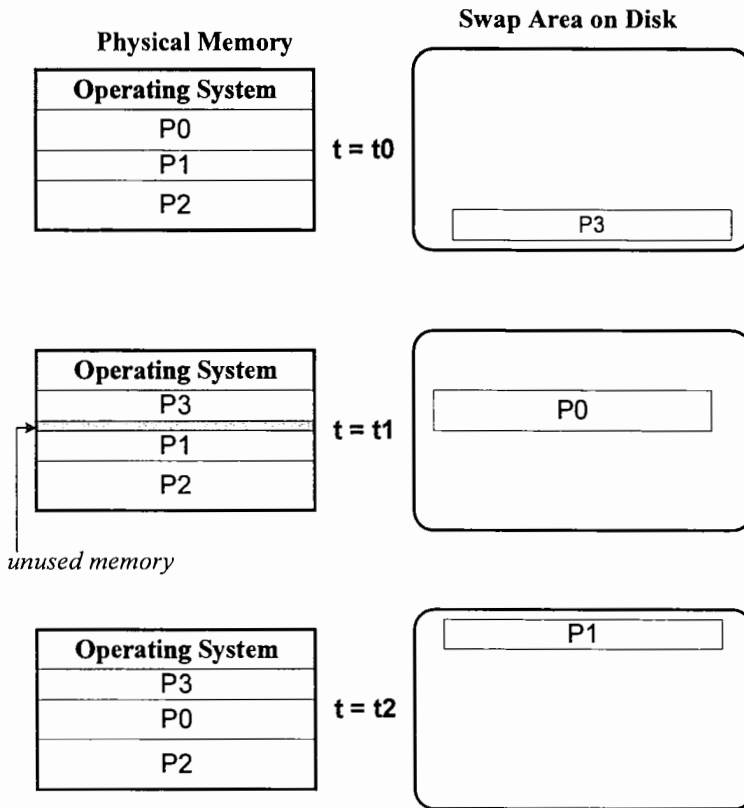 Physical Memory
Swap Area on Disk
Operating System
P0
P1
P2
t = t0
P3
Operating System
P3
P1
P2
t = t1
P0
unused memory
Operating System
P3
P0
P2
t = t2
P1